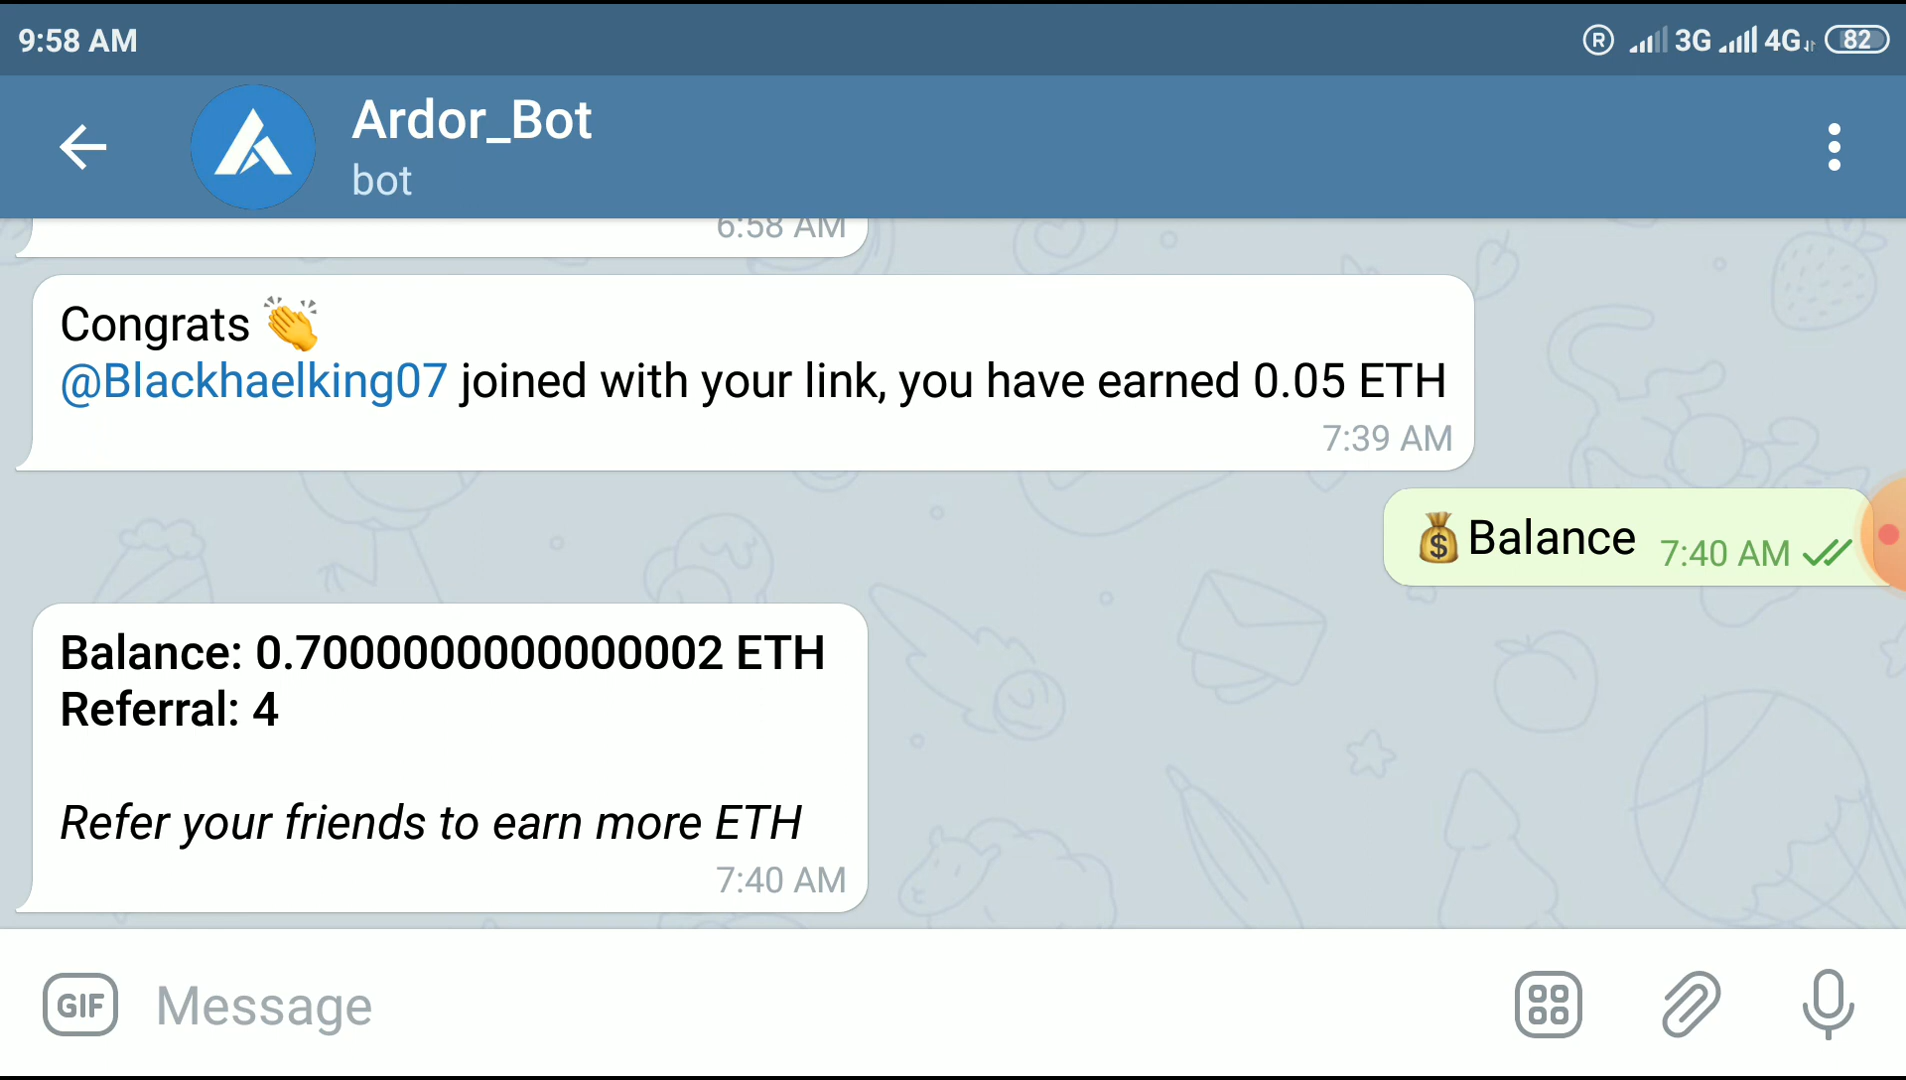 9:58 AM
R 3G 4G 82
Ardor_Bot
bot
6:58 AM
Congrats 👏
@Blackhaelking07 joined with your link, you have earned 0.05 ETH
7:39 AM
💰Balance 7:40 AM
Balance: 0.7000000000000002 ETH
Referral: 4
Refer your friends to earn more ETH
7:40 AM
GIF Message